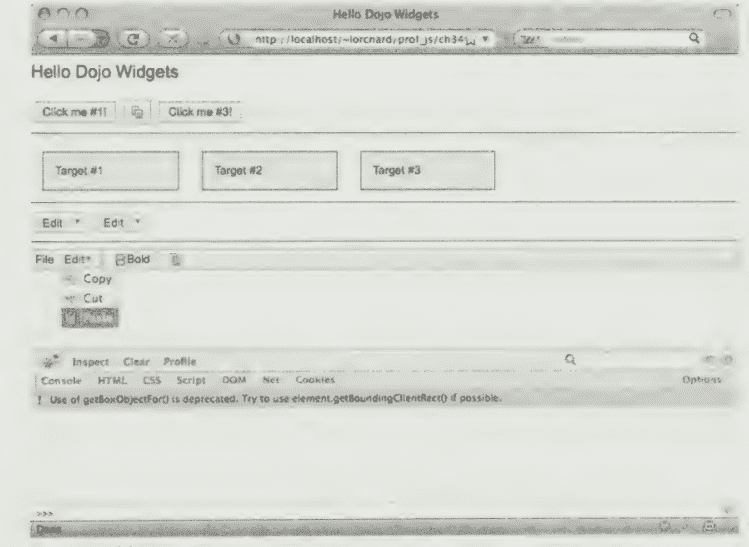 Hello Dojo Widgets
http://localhost/~lorcnard/prof_js/ch34
Hello Dojo Widgets
Click me #1! Click me #3!
Target #1 Target #2 Target #3
Edit Edit
File Edit Bold
Copy
Cut
Inspect Clear Profile
Console HTML CSS Script DOM Net Cookies Options
! Use of getBoxObjectFor() is deprecated. Try to use element.getBoundingClientRect() if possible.
>>>
Done